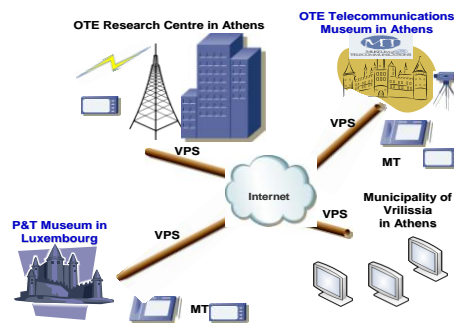 OTE Research Centre in Athens
OTE Telecommunications
Museum in Athens
MT
VPS
VPS
MT
Internet
Municipality of
Vrilissia
in Athens
P&T Museum in
Luxembourg
VPS
VPS
MT